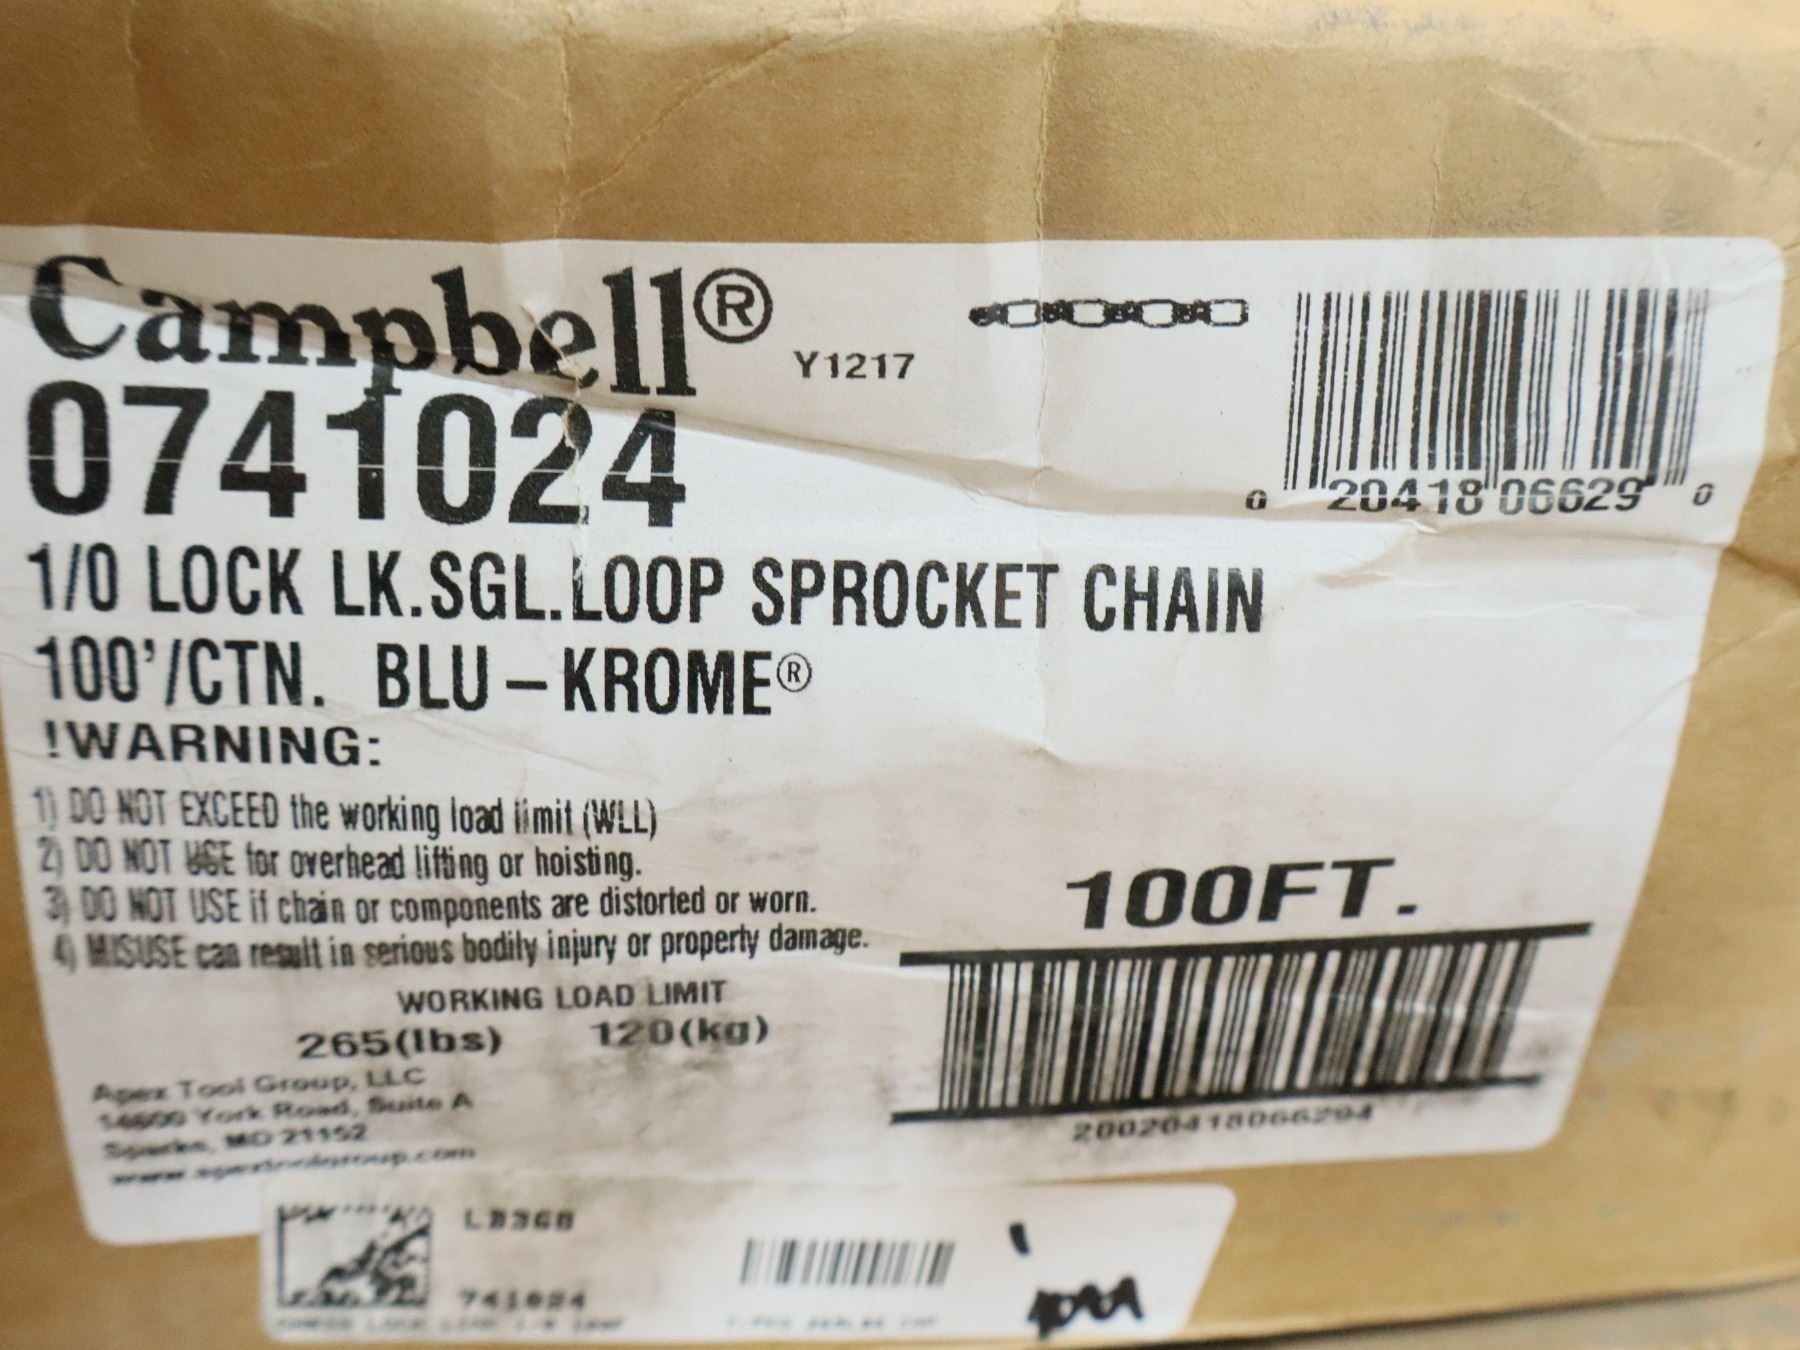 Campbell®
Y1217
0741024
0 20418 06629 0
1/0 LOCK LK.SGL.LOOP SPROCKET CHAIN
100'/CTN. BLU-KROME®
!WARNING:
1) DO NOT EXCEED the working load limit (WLL)
2) DO NOT USE for overhead lifting or hoisting.
3) DO NOT USE if chain or components are distorted or worn.
4) MISUSE can result in serious bodily injury or property damage.
100FT.
WORKING LOAD LIMIT
265(lbs) 120(kg)
Apex Tool Group, LLC
14600 York Road, Suite A
Sparks, MD 21152
www.apextoolgroup.com
20020418066294
741024